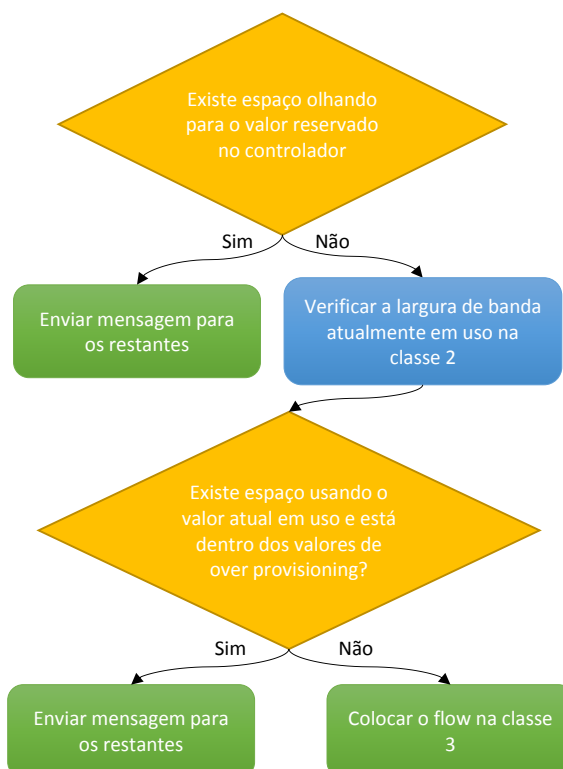 Existe espaço olhando
para o valor reservado
no controlador
Sim
Não
Enviar mensagem para
os restantes
Verificar a largura de banda
atualmente em uso na
classe 2
Existe espaço usando o
valor atual em uso e está
dentro dos valores de
over provisioning?
Sim
Não
Enviar mensagem para
os restantes
Colocar o flow na classe
3